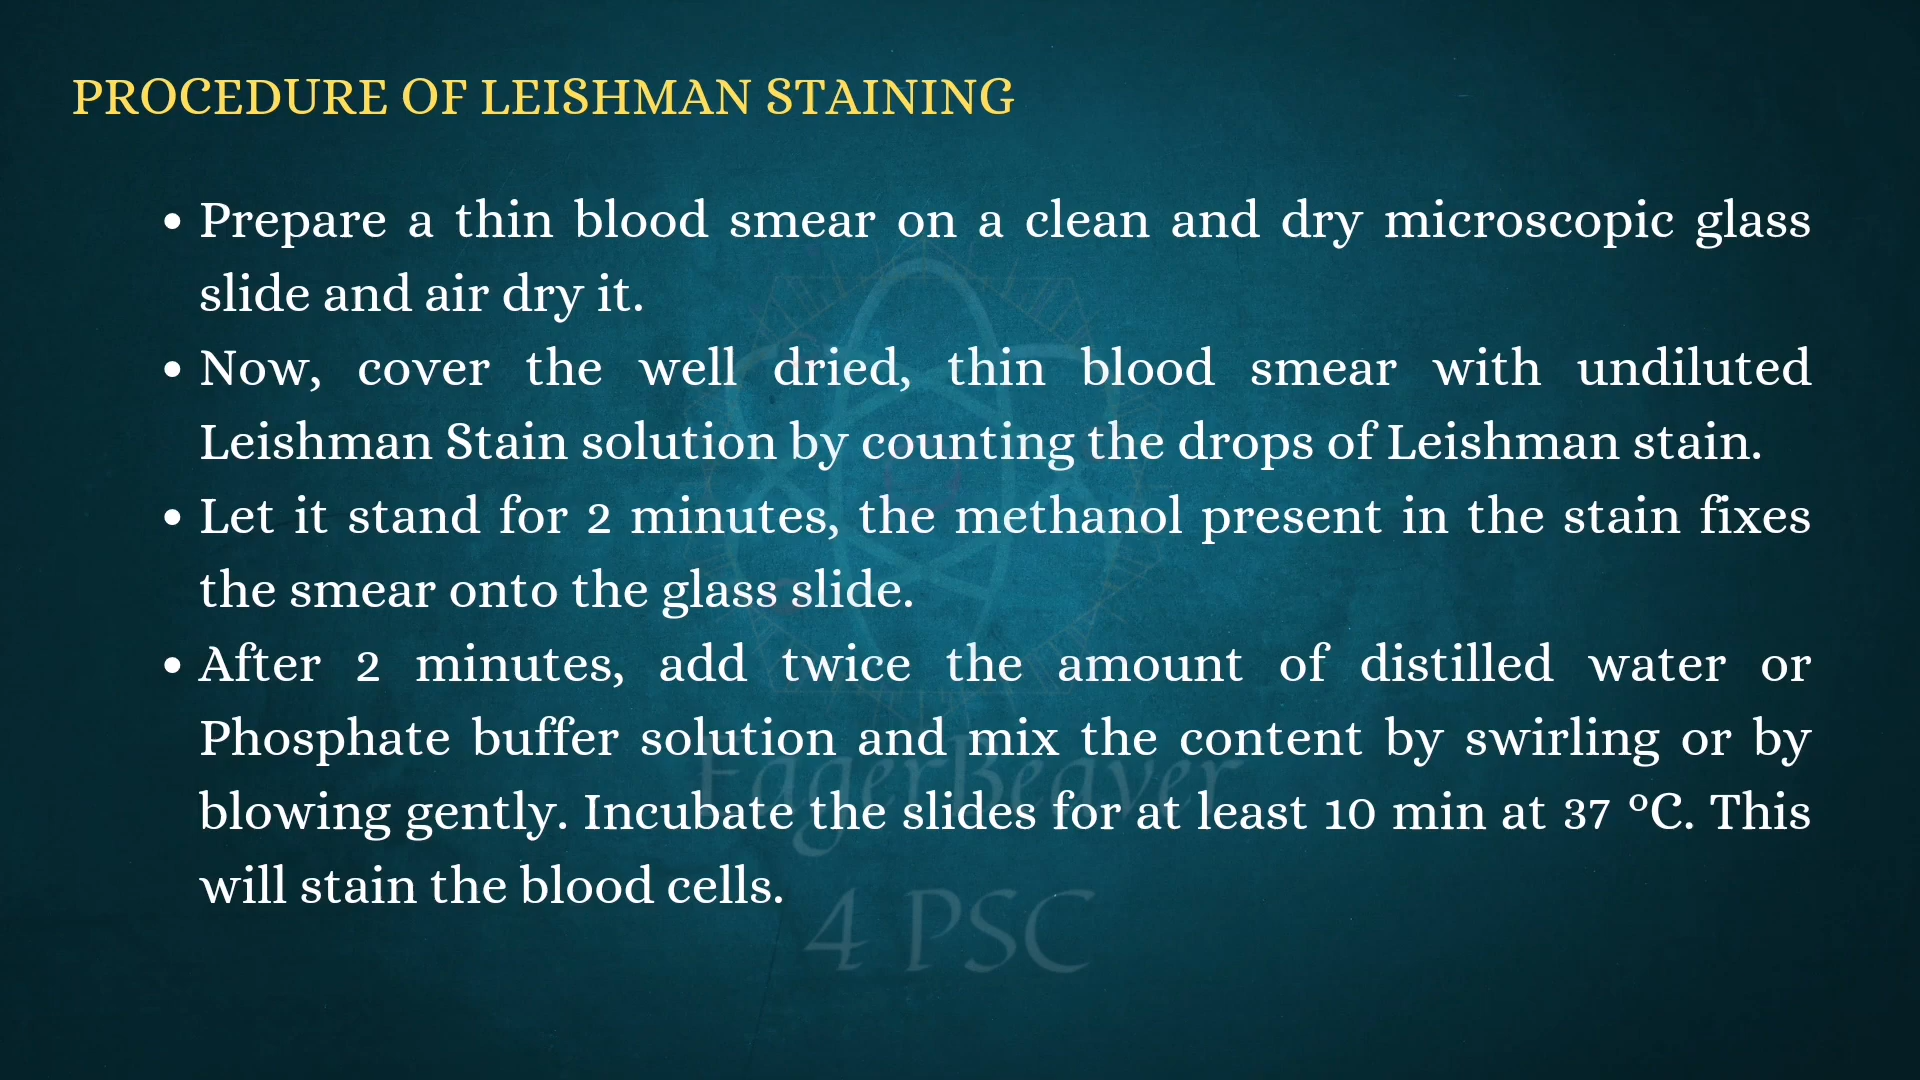 PROCEDURE OF LEISHMAN STAINING
• Prepare a thin blood smear on a clean and dry microscopic glass
slide and air dry it.
• Now, cover the well dried, thin blood smear with undiluted
Leishman Stain solution by counting the drops of Leishman stain.
• Let it stand for 2 minutes, the methanol present in the stain fixes
the smear onto the glass slide.
• After 2 minutes, add twice the amount of distilled water or
Phosphate buffer solution and mix the content by swirling or by
blowing gently. Incubate the slides for at least 10 min at 37 ºC. This
will stain the blood cells.
EagerBeaver
4 PSC